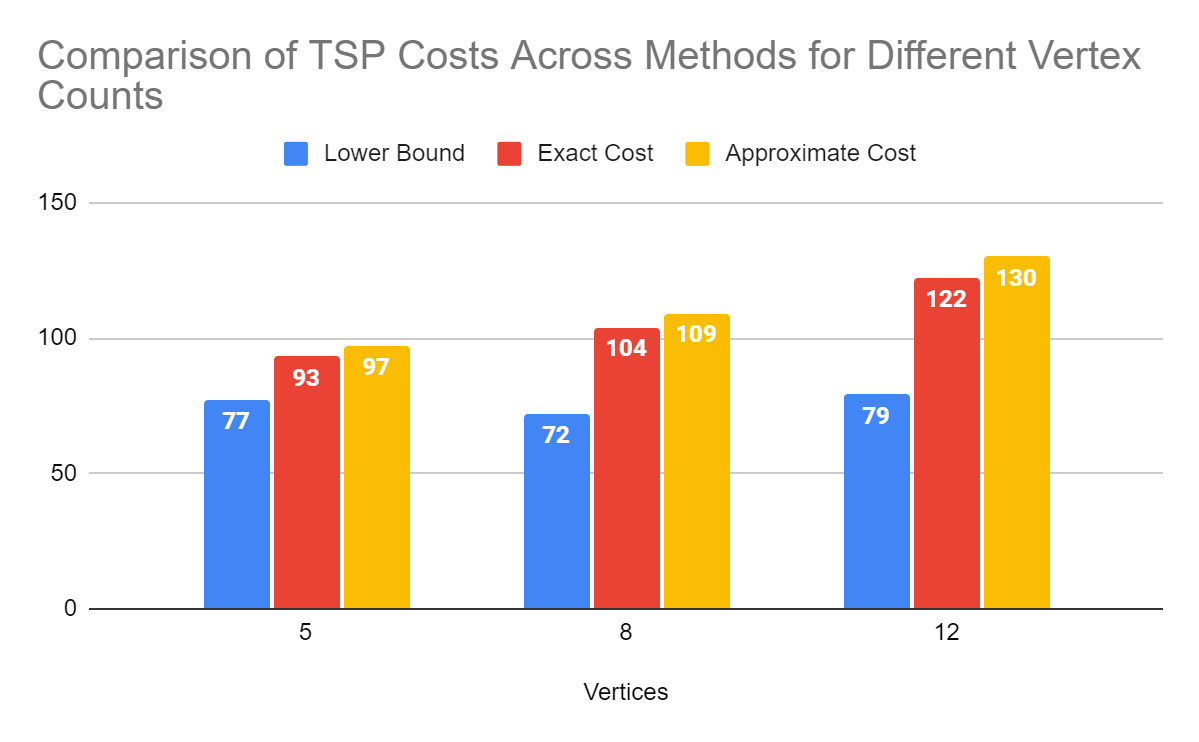 Comparison of TSP Costs Across Methods for Different Vertex
Counts
Lower Bound Exact Cost Approximate Cost
150
100
50
0
77 93 97
72 104 109
79 122 130
5 8 12
Vertices